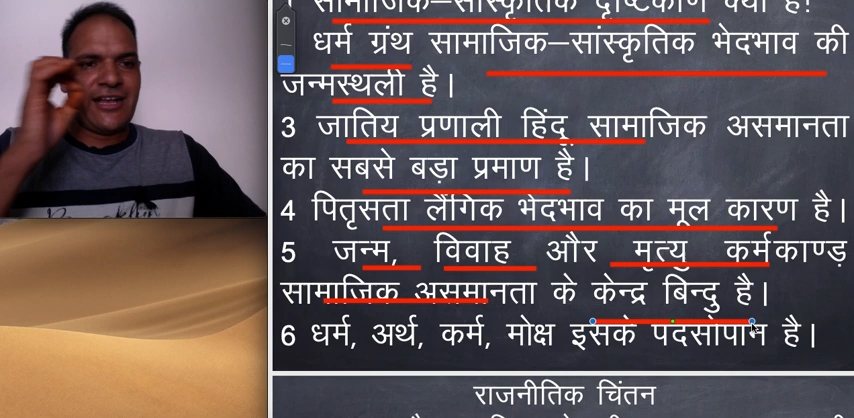 1 सामाजिक–सांस्कृतिक दृष्टिकोण क्या है!
धर्म ग्रंथ सामाजिक–सांस्कृतिक भेदभाव की
जन्मस्थली है।
3 जातिय प्रणाली हिंदू सामाजिक असमानता
का सबसे बड़ा प्रमाण है।
4 पितृसता लैंगिक भेदभाव का मूल कारण है।
5 जन्म, विवाह और मृत्यु कर्मकाण्ड़
सामाजिक असमानता के केन्द्र बिन्दु है।
6 धर्म, अर्थ, कर्म, मोक्ष इसके पदसोपान है।
राजनीतिक चिंतन